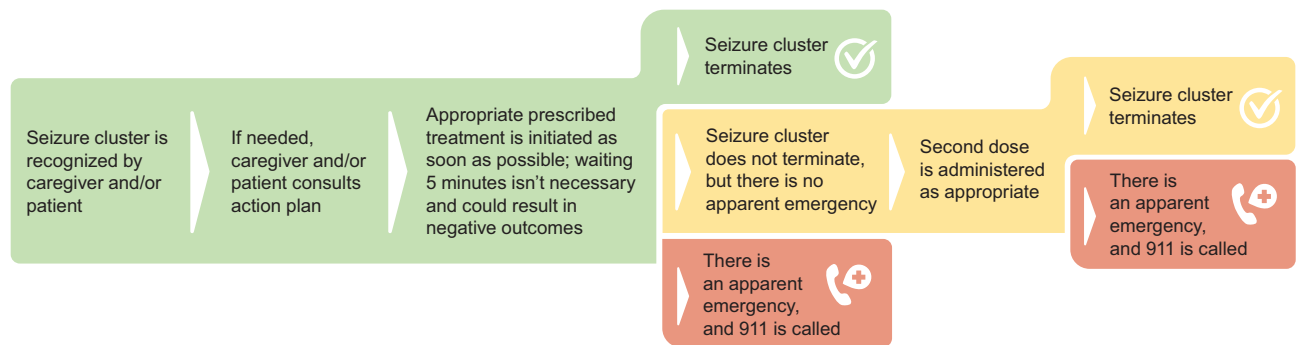 Seizure cluster is
recognized by
caregiver and/or
patient
If needed,
caregiver and/or
patient consults
action plan
Appropriate prescribed
treatment is initiated as
soon as possible; waiting
5 minutes isn't necessary
and could result in
negative outcomes
Seizure cluster
terminates
Seizure cluster
does not terminate,
but there is no
apparent emergency
There is
an apparent
emergency,
and 911 is called
Second dose
is administered
as appropriate
Seizure cluster
terminates
There is
an apparent
emergency,
and 911 is called